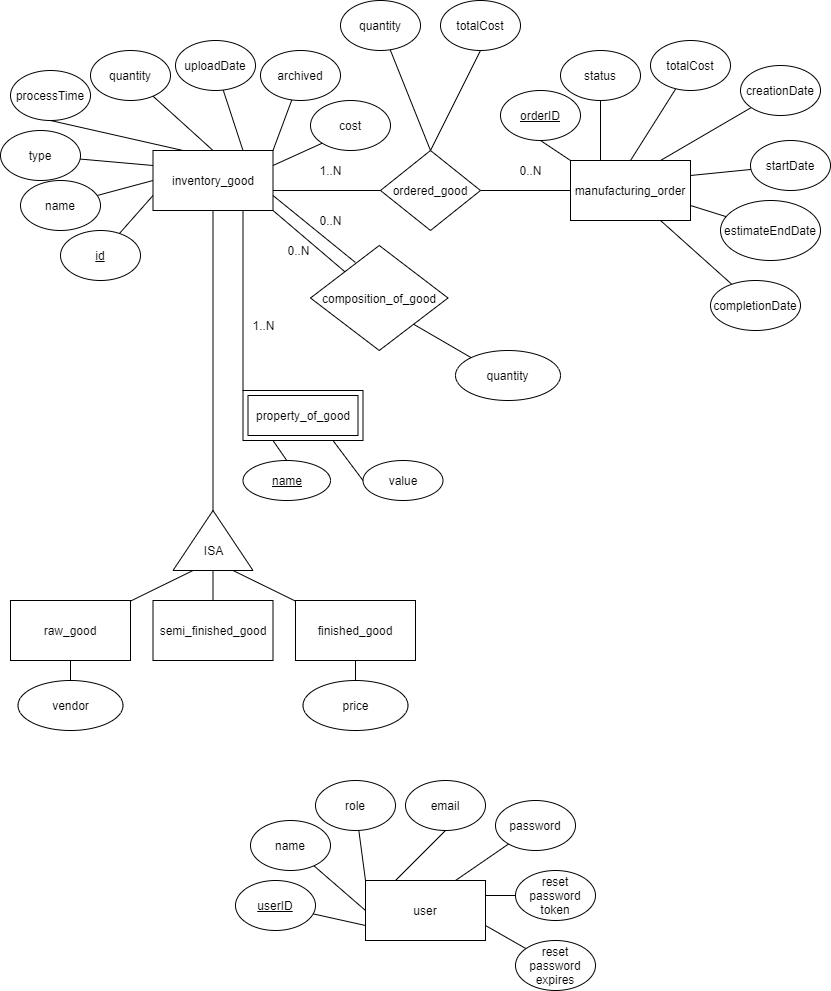 quantity
totalCost
processTime
quantity
uploadDate
archived
status
totalCost
creationDate
type
cost
orderID
startDate
name
inventory_good
1..N
ordered_good
0..N
manufacturing_order
id
0..N
0..N
estimateEndDate
composition_of_good
completionDate
1..N
quantity
property_of_good
name
value
ISA
raw_good
semi_finished_good
finished_good
vendor
price
role
email
name
password
userID
user
reset
password
token
reset
password
expires